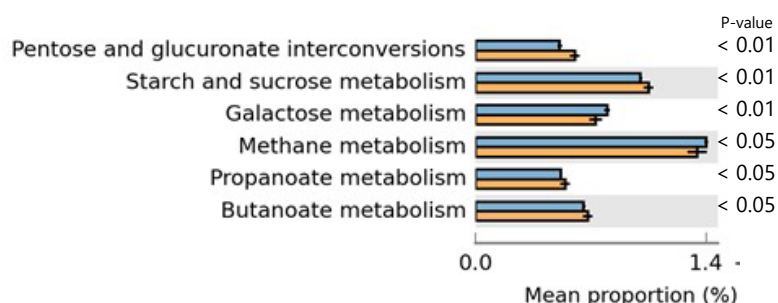 P-value
Pentose and glucuronate interconversions < 0.01
Starch and sucrose metabolism < 0.01
Galactose metabolism < 0.01
Methane metabolism < 0.05
Propanoate metabolism < 0.05
Butanoate metabolism < 0.05
0.0 1.4
Mean proportion (%)